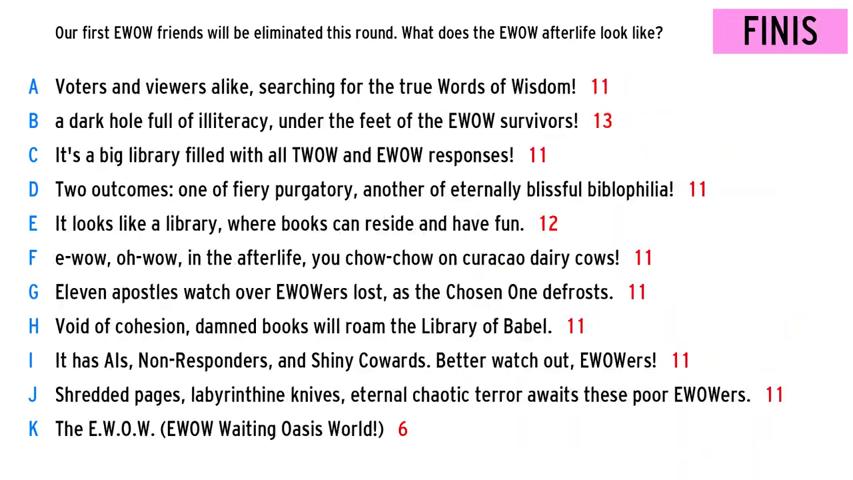 Our first EWOW friends will be eliminated this round. What does the EWOW afterlife look like?
FINIS
A Voters and viewers alike, searching for the true Words of Wisdom! 11
B a dark hole full of illiteracy, under the feet of the EWOW survivors! 13
C It's a big library filled with all TWOW and EWOW responses! 11
D Two outcomes: one of fiery purgatory, another of eternally blissful biblophilia! 11
E It looks like a library, where books can reside and have fun. 12
F e-wow, oh-wow, in the afterlife, you chow-chow on curacao dairy cows! 11
G Eleven apostles watch over EWOWers lost, as the Chosen One defrosts. 11
H Void of cohesion, damned books will roam the Library of Babel. 11
I It has AIs, Non-Responders, and Shiny Cowards. Better watch out, EWOWers! 11
J Shredded pages, labyrinthine knives, eternal chaotic terror awaits these poor EWOWers. 11
K The E.W.O.W. (EWOW Waiting Oasis World!) 6